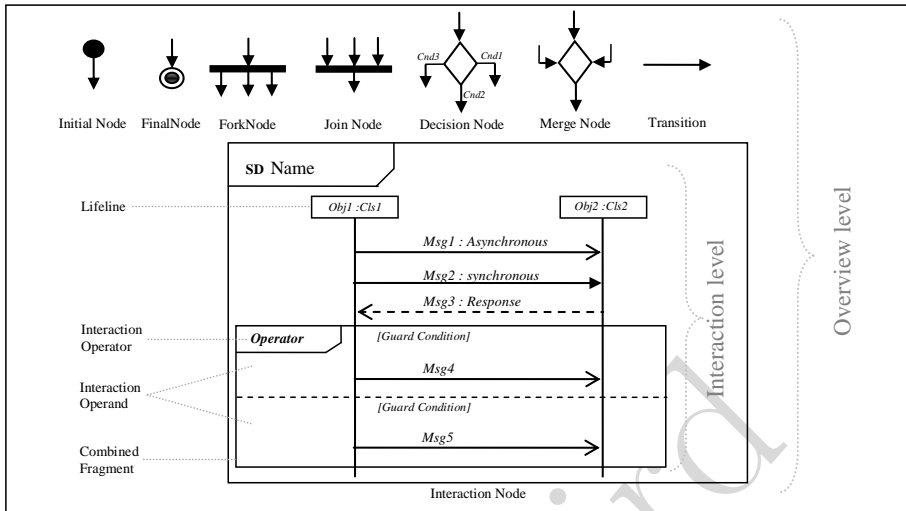 Cnd3
Cnd1
Cnd2
Initial Node
FinalNode
ForkNode
Join Node
Decision Node
Merge Node
Transition
SD Name
Lifeline
Obj1 :Cls1
Obj2 :Cls2
Msg1 : Asynchronous
Msg2 : synchronous
Msg3 : Response
Interaction
Operator
Operator
[Guard Condition]
Msg4
Interaction
Operand
[Guard Condition]
Msg5
Combined
Fragment
Interaction Node
Interaction level
Overview level